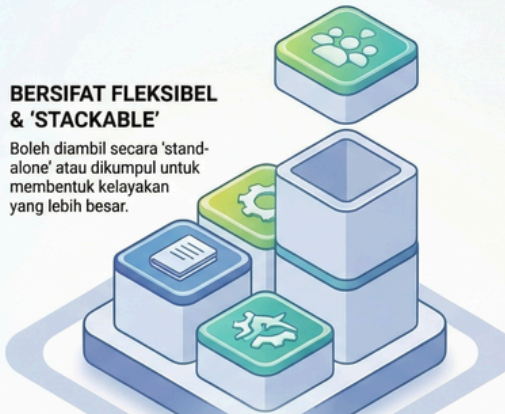 BERSIFAT FLEKSIBEL
& ‘STACKABLE’
Boleh diambil secara 'stand-
alone' atau dikumpul untuk
membentuk kelayakan
yang lebih besar.